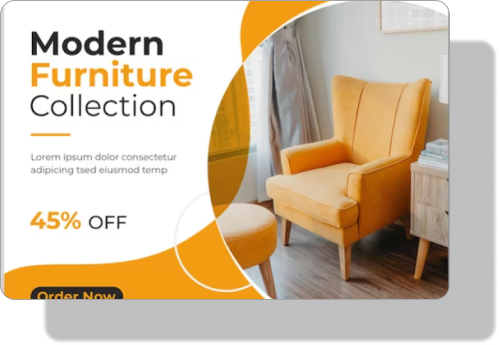 Modern
Furniture
Collection
Lorem ipsum dolor consectetur
adipicing tsed eiusmod temp
45% OFF
Order Now